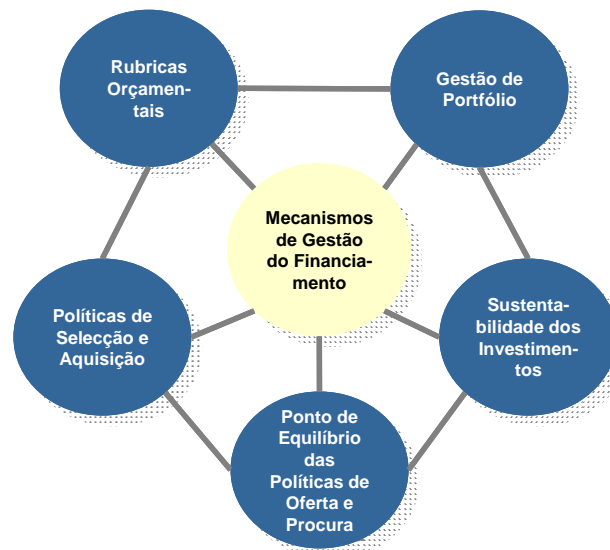 Rubricas
Orçamen-
tais
Gestão de
Portfólio
Mecanismos
de Gestão
do Financia-
mento
Políticas de
Selecção e
Aquisição
Sustenta-
bilidade dos
Investimen-
tos
Ponto de
Equilíbrio
das
Políticas de
Oferta e
Procura